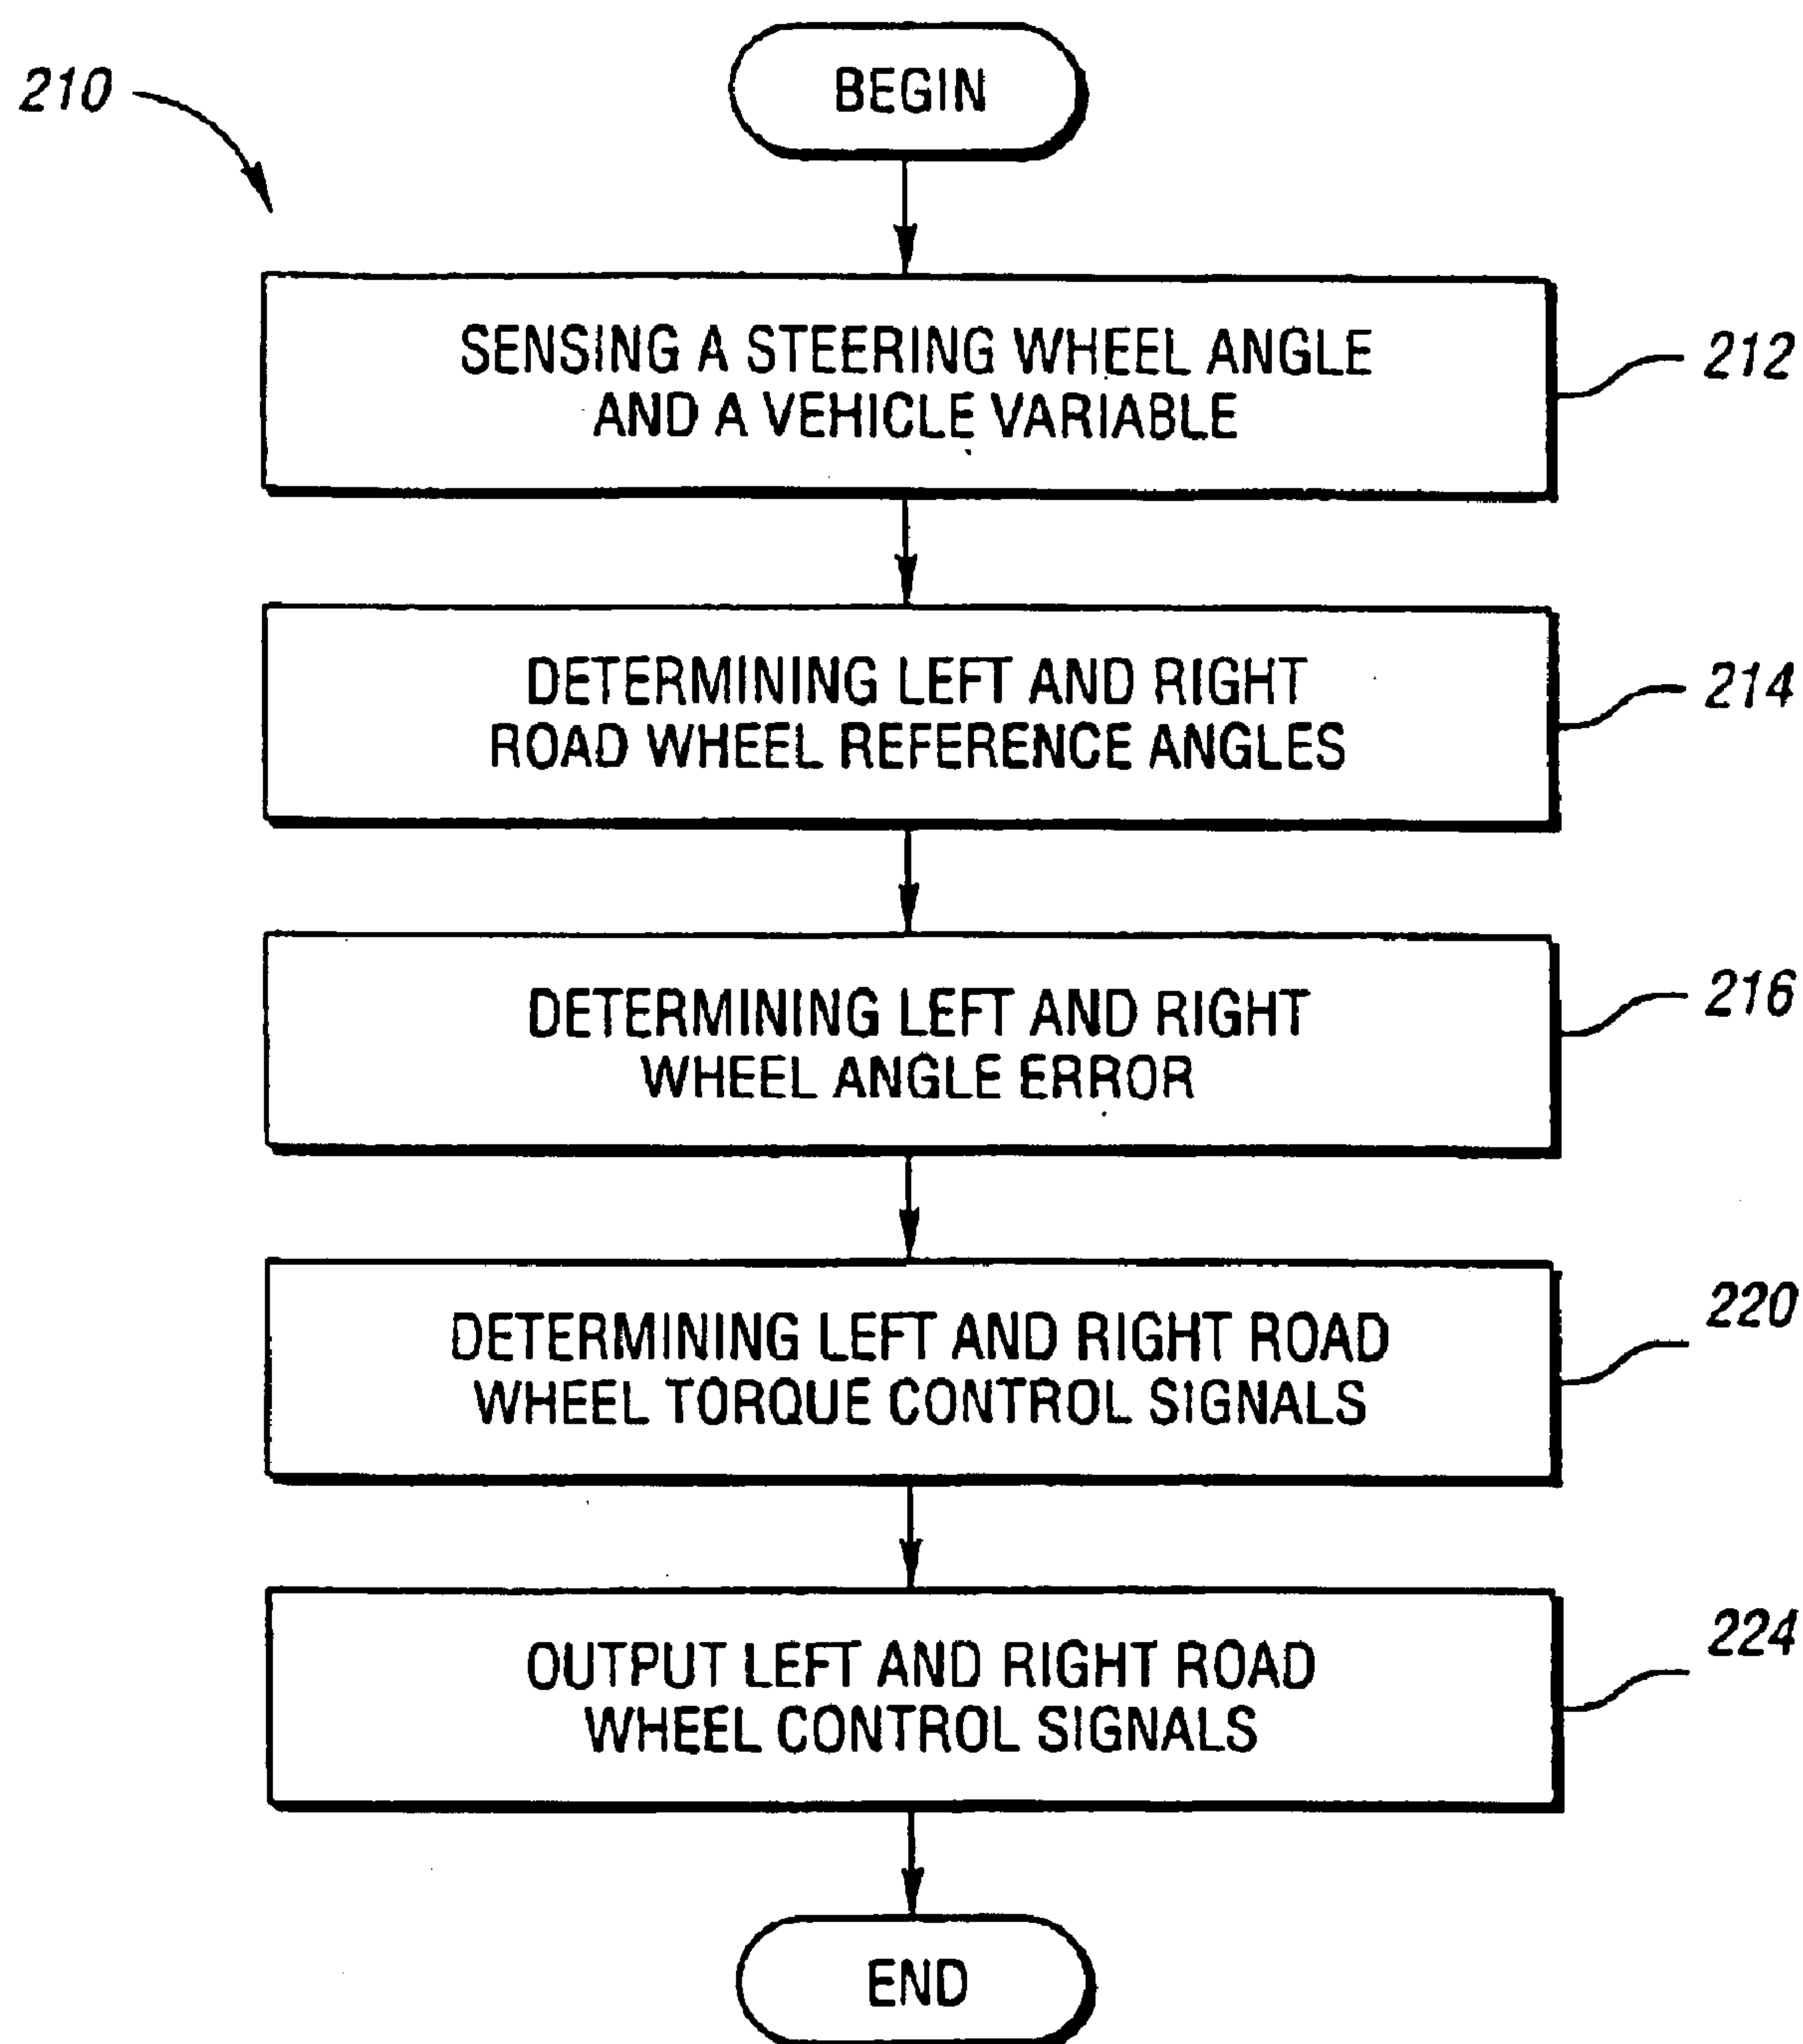 210
BEGIN
SENSING A STEERING WHEEL ANGLE
AND A VEHICLE VARIABLE
212
DETERMINING LEFT AND RIGHT
ROAD WHEEL REFERENCE ANGLES
214
DETERMINING LEFT AND RIGHT
WHEEL ANGLE ERROR
216
DETERMINING LEFT AND RIGHT ROAD
WHEEL TORQUE CONTROL SIGNALS
220
OUTPUT LEFT AND RIGHT ROAD
WHEEL CONTROL SIGNALS
224
END